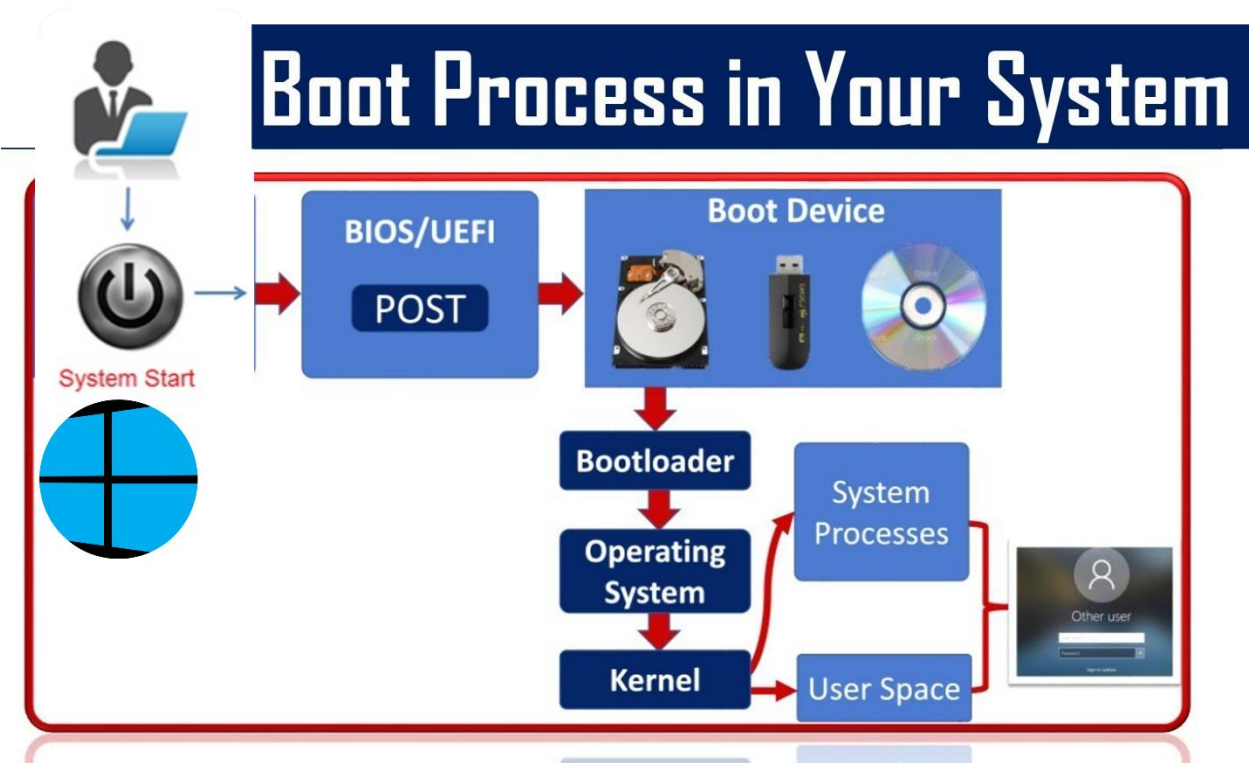 Boot Process in Your System
System Start
BIOS/UEFI
POST
Boot Device
Bootloader
Operating
System
Kernel
System
Processes
User Space
Other user
Password